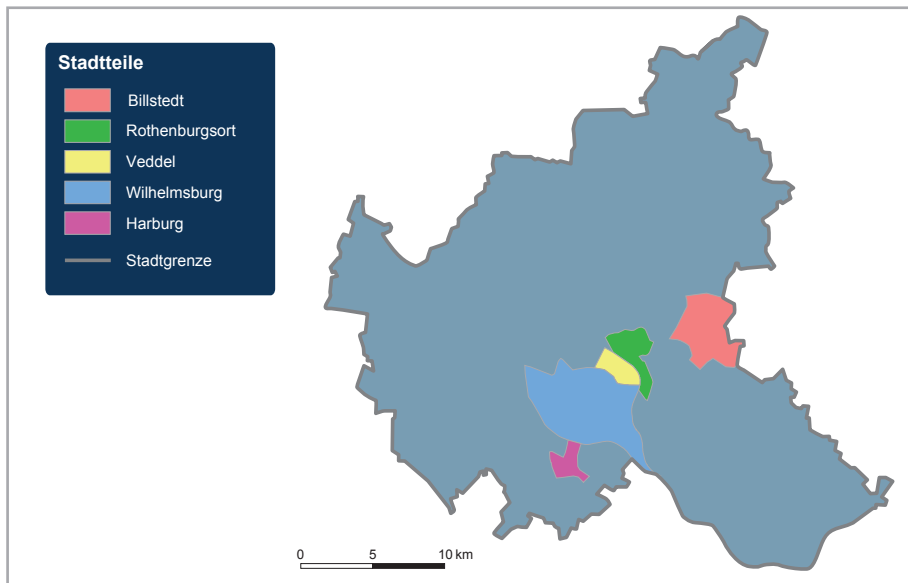 Stadtteile
Billstedt
Rothenburgsort
Veddel
Wilhelmsburg
Harburg
Stadtgrenze
0 5 10 km